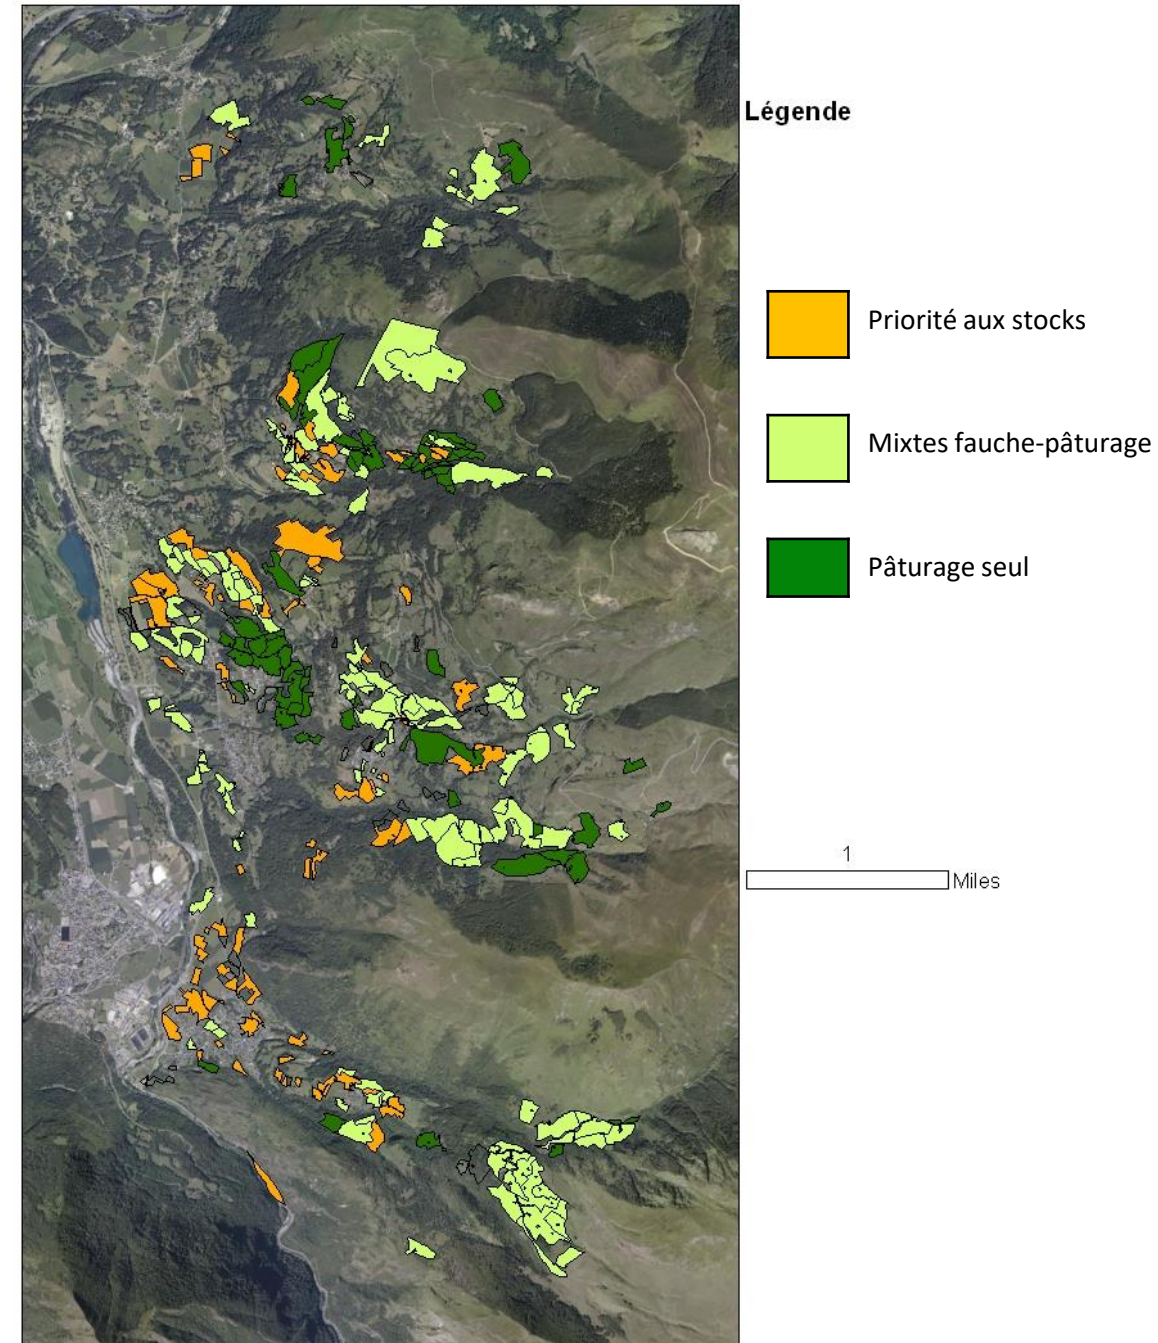 Légende
Priorité aux stocks
Mixtes fauche-pâturage
Pâturage seul
1
Miles